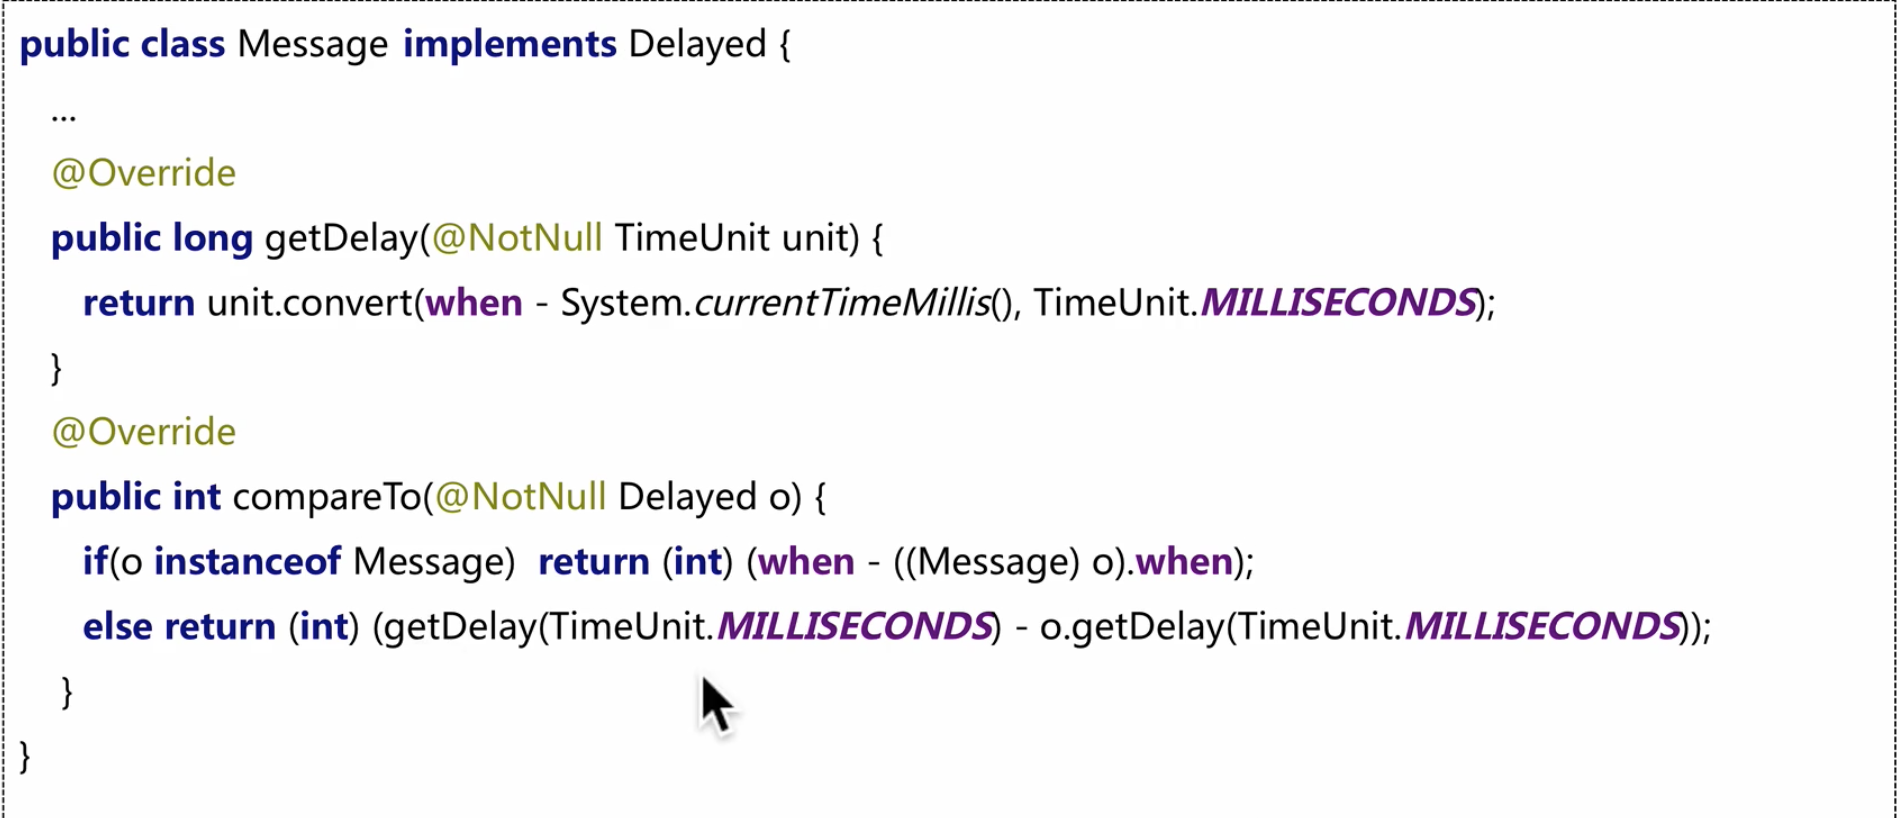 public class Message implements Delayed {
...
@Override
public long getDelay(@NotNull TimeUnit unit) {
return unit.convert(when - System.currentTimeMillis(), TimeUnit.MILLISECONDS);
}
@Override
public int compareTo(@NotNull Delayed o) {
if(o instanceof Message) return (int) (when - ((Message) o).when);
else return (int) (getDelay(TimeUnit.MILLISECONDS) - o.getDelay(TimeUnit.MILLISECONDS));
}
}